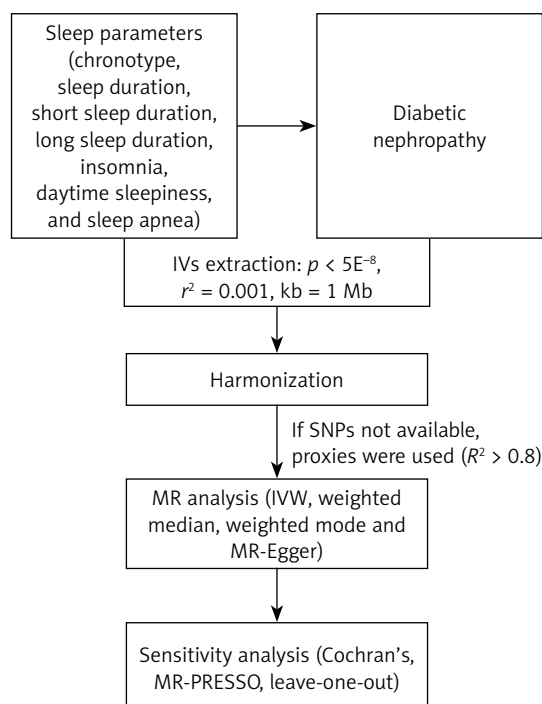 Sleep parameters
(chronotype,
sleep duration,
short sleep duration,
long sleep duration,
insomnia,
daytime sleepiness,
and sleep apnea)
Diabetic
nephropathy
IVs extraction: p < 5E⁻⁸,
r² = 0.001, kb = 1 Mb
Harmonization
If SNPs not available,
proxies were used (R² > 0.8)
MR analysis (IVW, weighted
median, weighted mode and
MR-Egger)
Sensitivity analysis (Cochran's,
MR-PRESSO, leave-one-out)